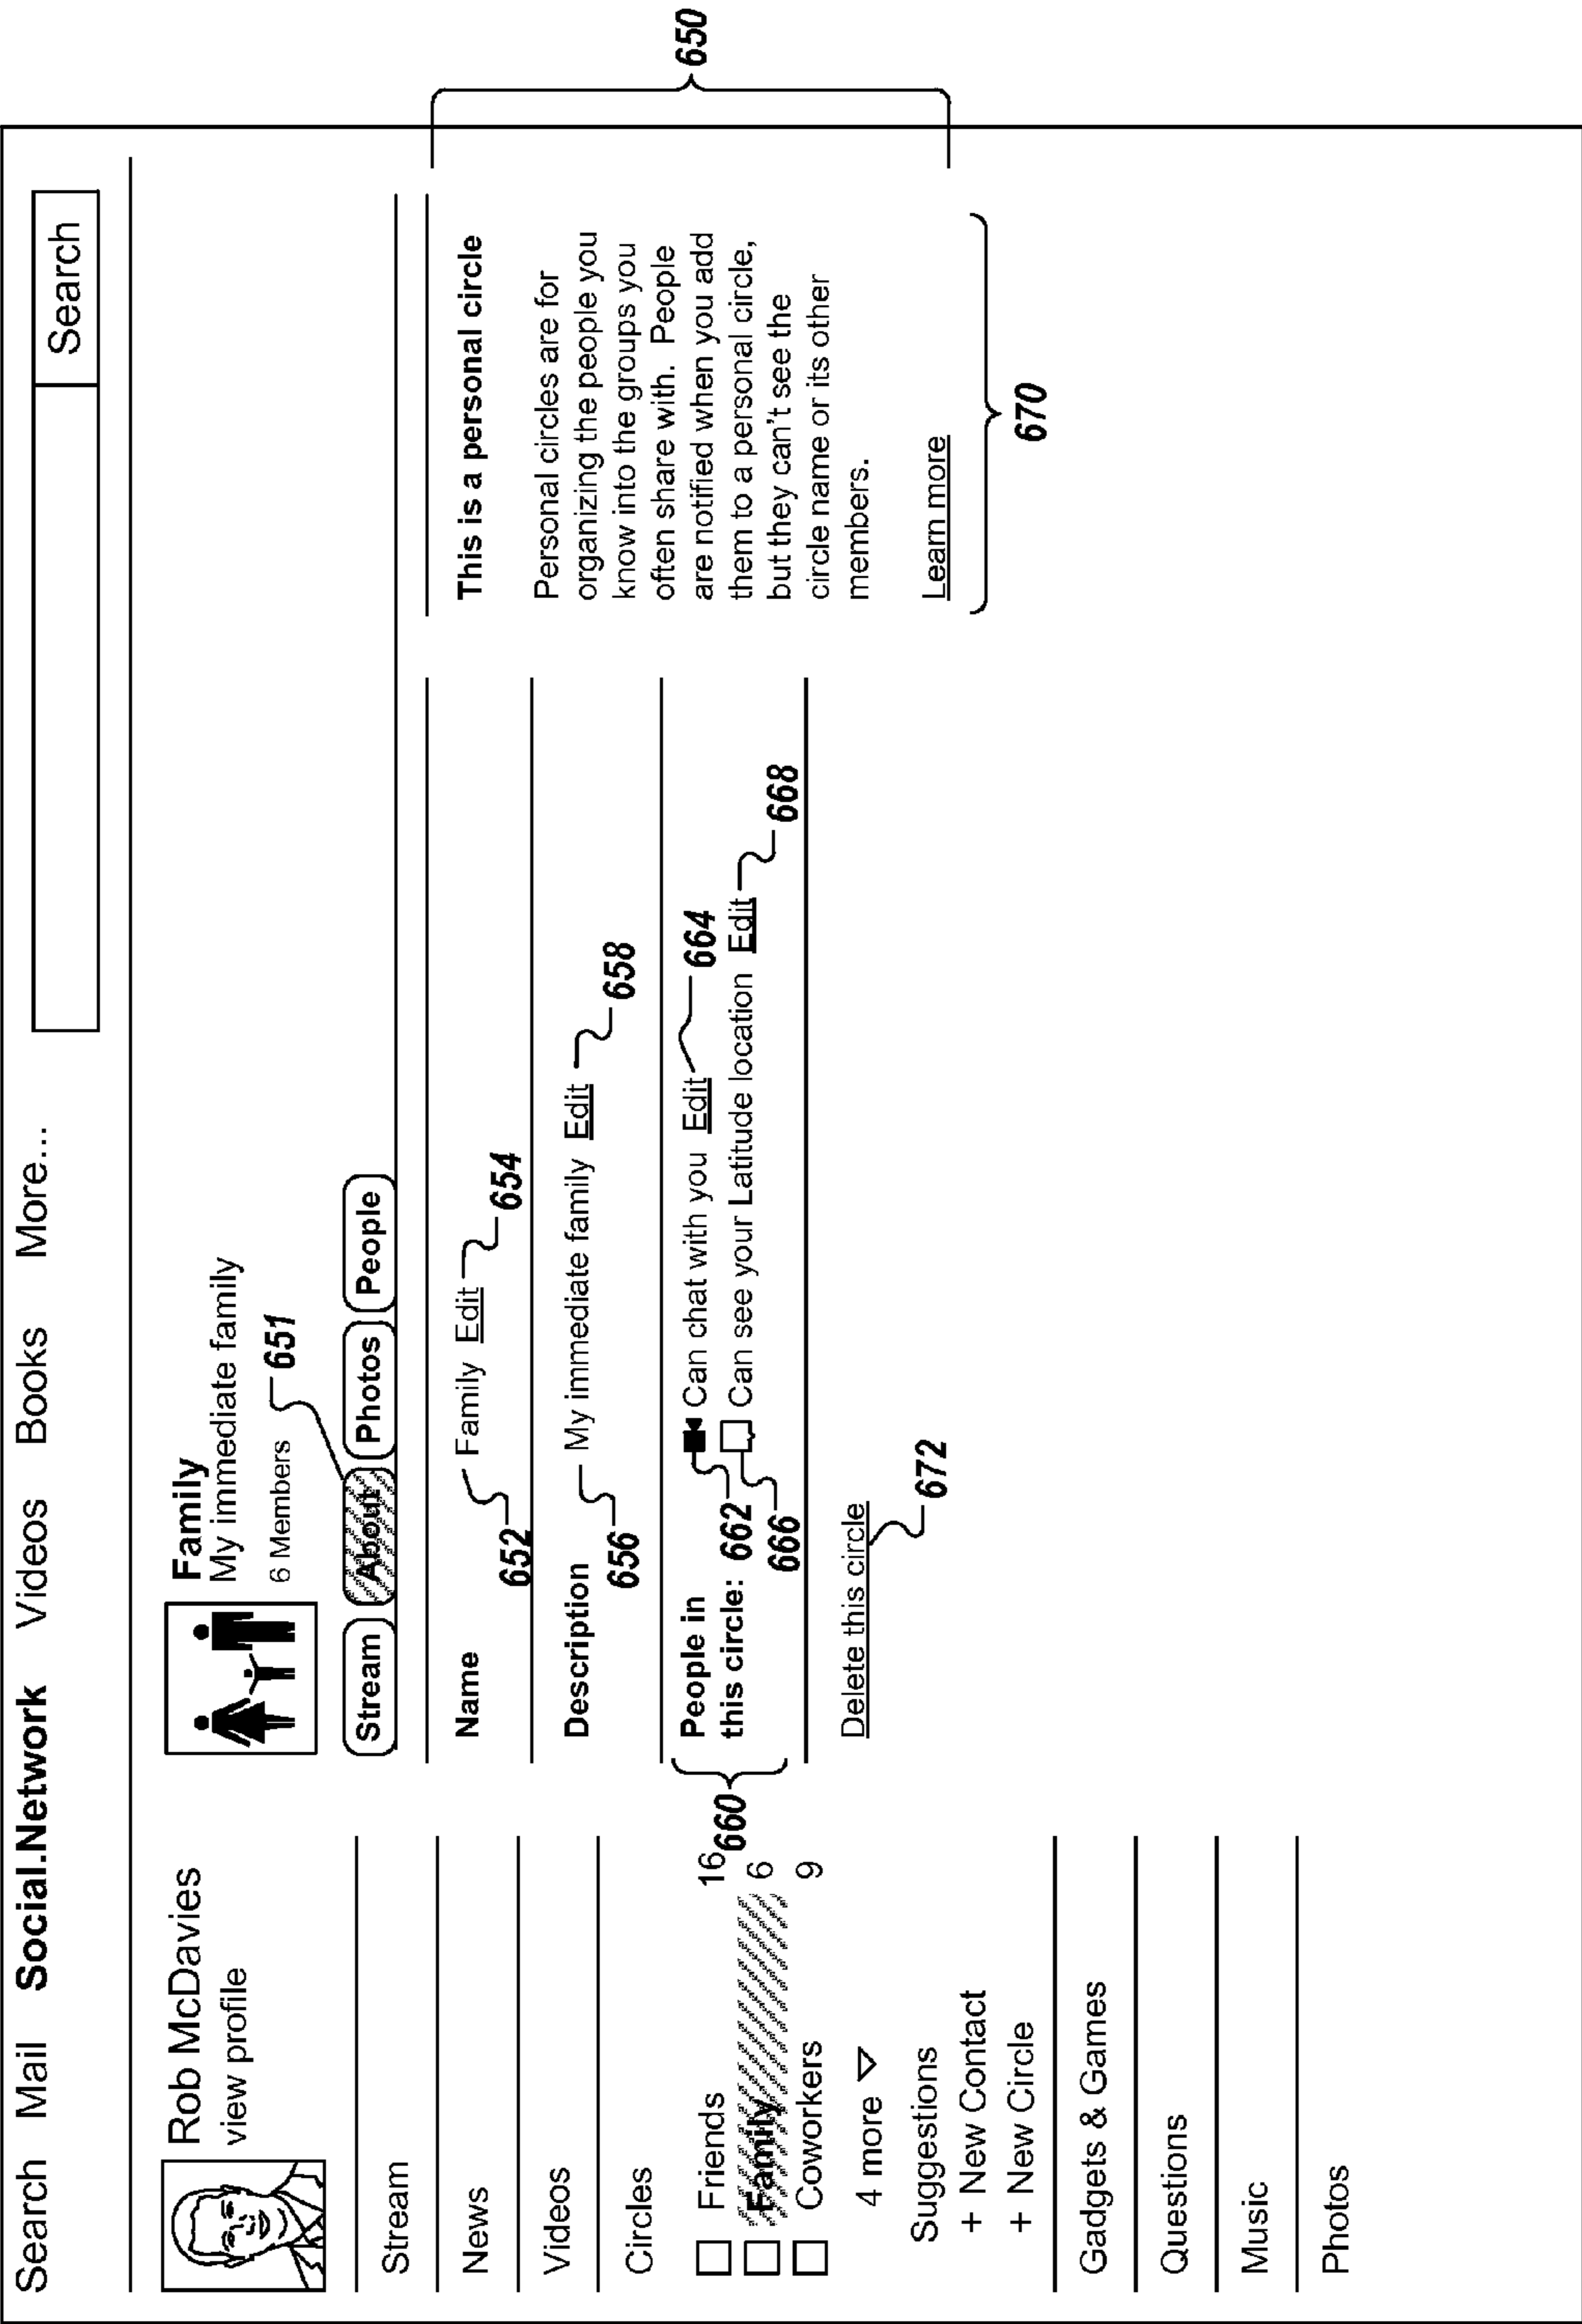 Search Mail Social.Network Videos Books More... Search
Rob McDavies
view profile
Stream
News
Videos
Circles
Friends 16
Family 6
Coworkers 9
4 more
Suggestions
+ New Contact
+ New Circle
Gadgets & Games
Questions
Music
Photos
Family
My immediate family
6 Members
651
Stream About Photos People
Name Family Edit
652 654
Description My immediate family Edit
656 658
660
People in Can chat with you Edit 664
this circle: 662 Can see your Latitude location Edit
666 668
Delete this circle
672
This is a personal circle
Personal circles are for
organizing the people you
know into the groups you
often share with. People
are notified when you add
them to a personal circle,
but they can't see the
circle name or its other
members.
Learn more
670
650